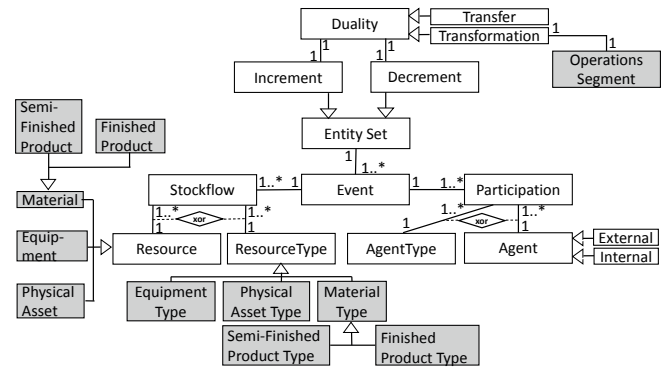 Duality
Transfer
Transformation
1
1
1
1
1
1
Increment
Decrement
Operations
Segment
Semi-
Finished
Product
Finished
Product
Entity Set
1
1..*
Stockflow
1..*
1
Event
1
1..*
Participation
Material
1..*
xor
1..*
1
1
1..*
xor
1..*
1
1
Equip-
ment
Resource
ResourceType
AgentType
Agent
External
Internal
Physical
Asset
Equipment
Type
Physical
Asset Type
Material
Type
Semi-Finished
Product Type
Finished
Product Type